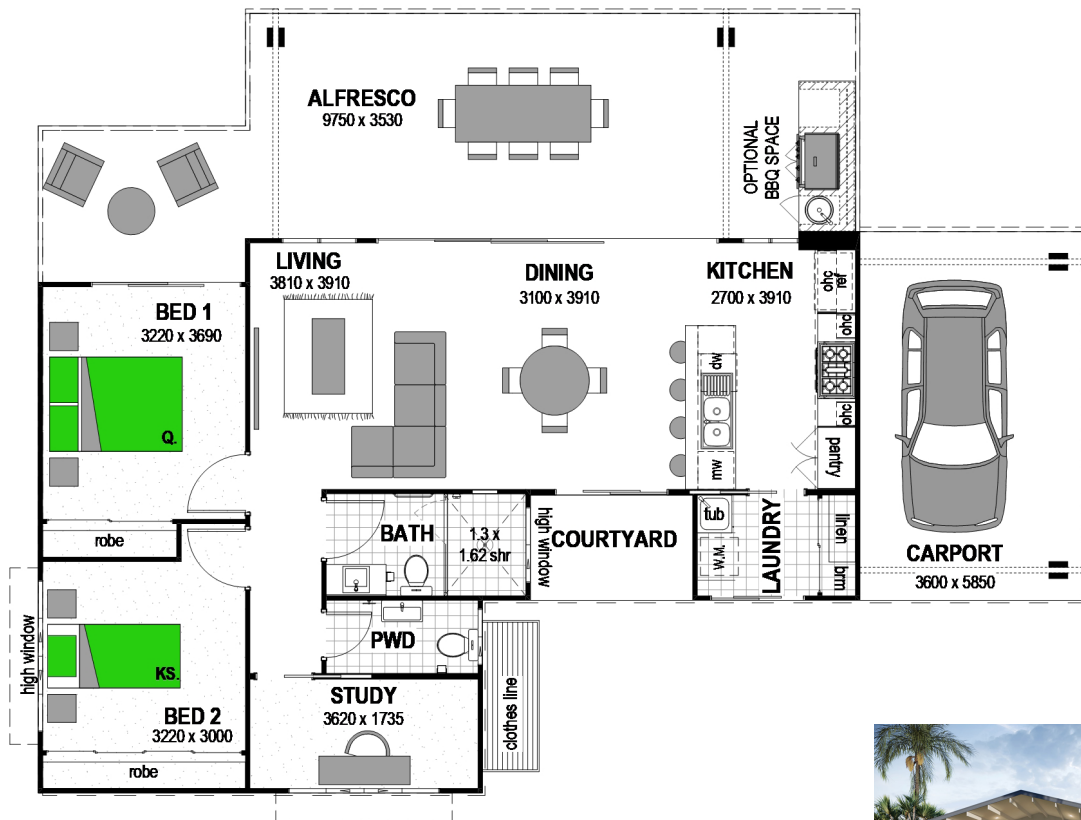 ALFRESCO
9750 x 3530
OPTIONAL
BBQ SPACE
LIVING
3810 x 3910
DINING
3100 x 3910
KITCHEN
2700 x 3910
ohc
ref
BED 1
3220 x 3690
ohc
dw
Q.
ohc
mw
pantry
robe
BATH
1.3 x
1.62 shr
high window
COURTYARD
tub
W.M.
LAUNDRY
linen
brm
CARPORT
3600 x 5850
high window
KS.
PWD
BED 2
3220 x 3000
STUDY
3620 x 1735
clothes line
robe